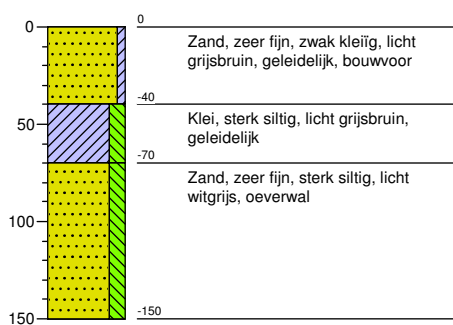 0
0
Zand, zeer fijn, zwak kleiïg, licht
grijsbruin, geleidelijk, bouwvoor
-40
50
Klei, sterk siltig, licht grijsbruin,
geleidelijk
-70
Zand, zeer fijn, sterk siltig, licht
witgrijs, oeverwal
100
150
-150